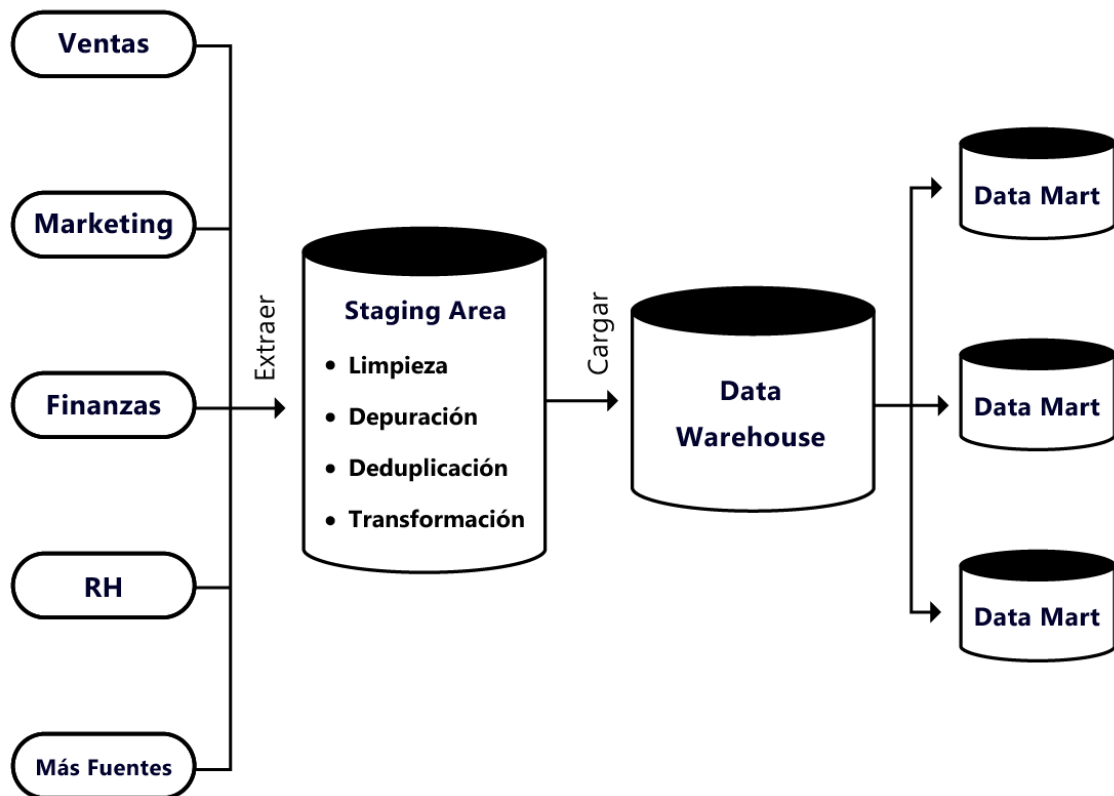 Ventas
Marketing
Finanzas
RH
Más Fuentes
Extraer
Staging Area
• Limpieza
• Depuración
• Deduplicación
• Transformación
Cargar
Data
Warehouse
Data Mart
Data Mart
Data Mart